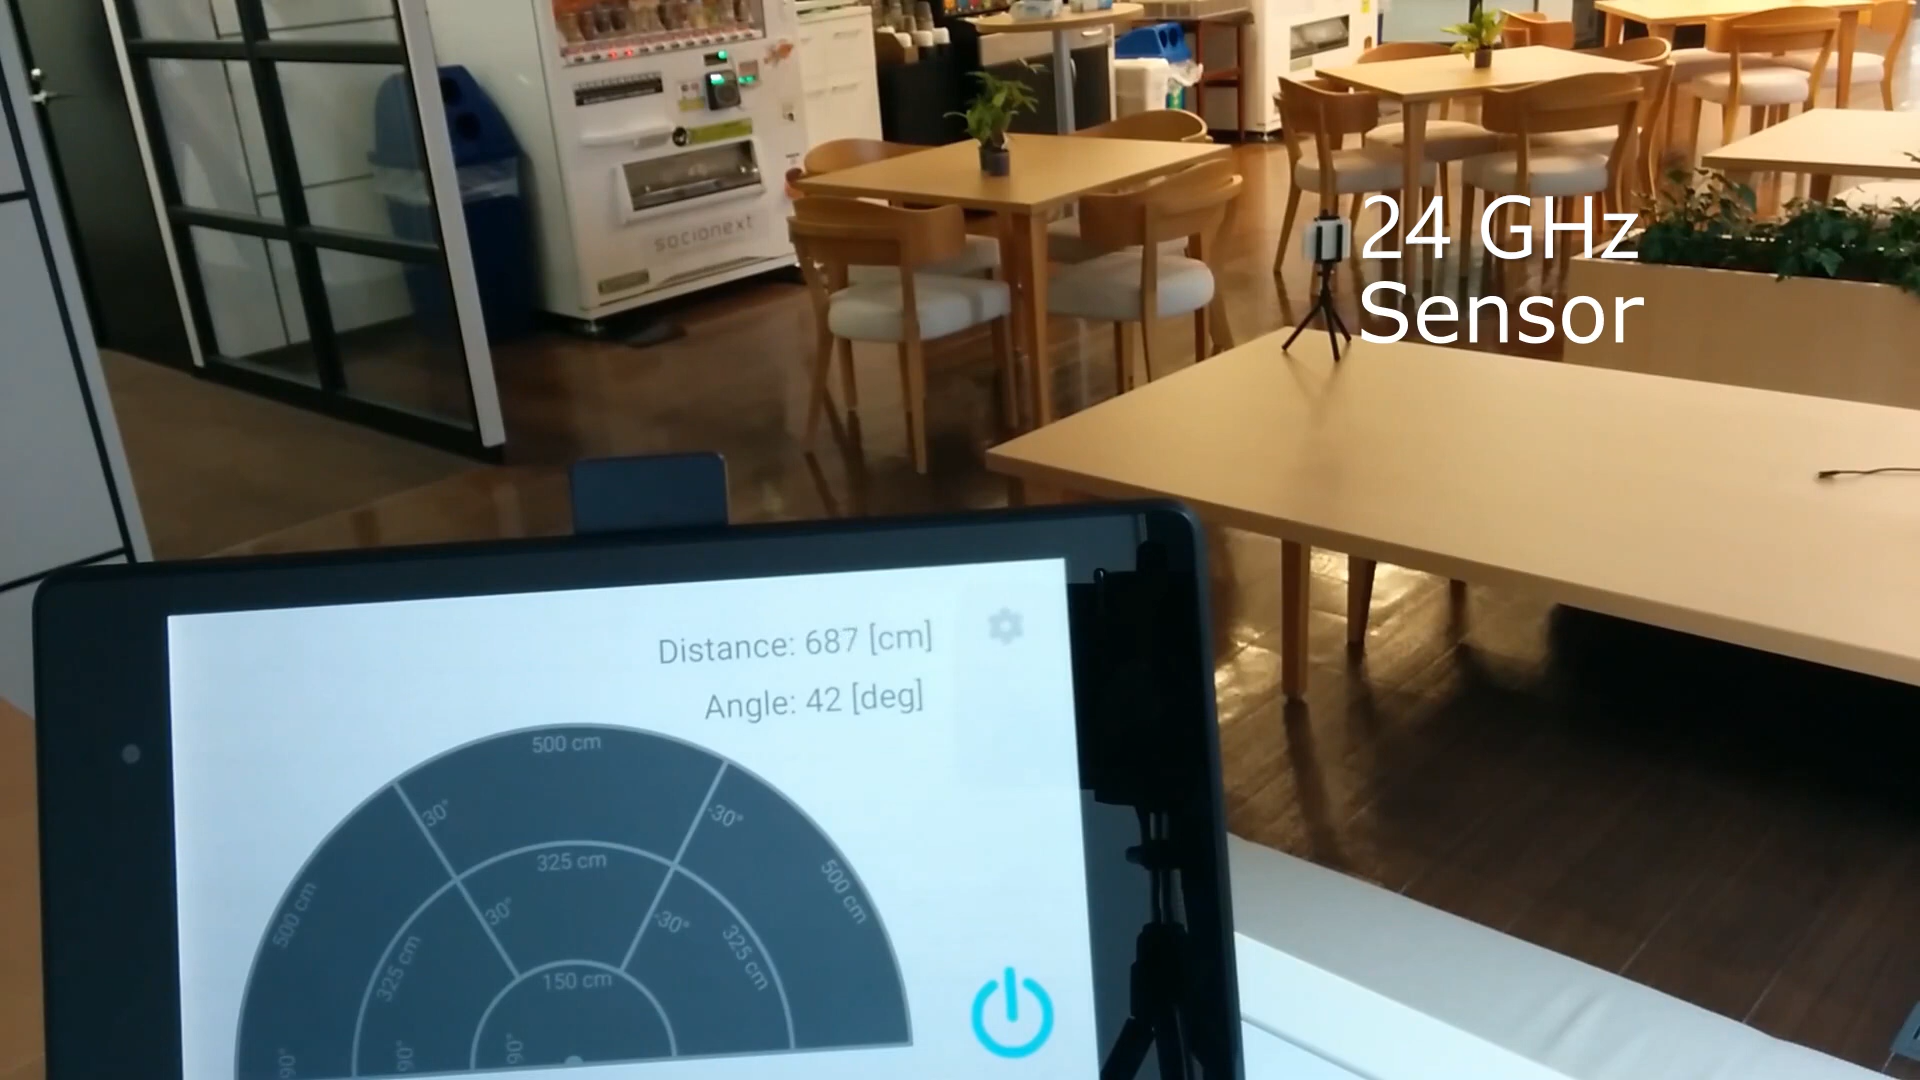 socionext
24 GHz
Sensor
Distance: 687 [cm]
Angle: 42 [deg]
500 cm
30°
-30°
325 cm
500 cm
500 cm
30°
-30°
325 cm
325 cm
150 cm
90°
90°
90°